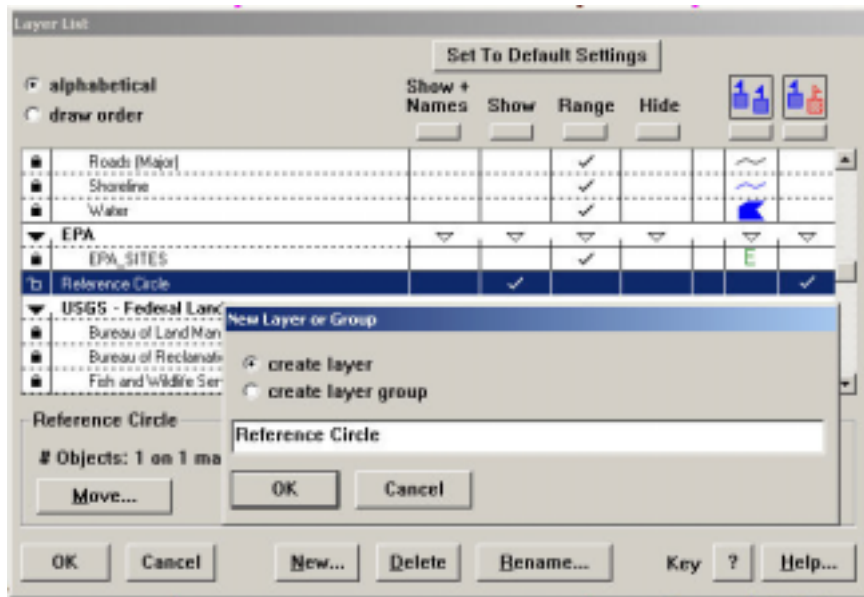 Layer List
Set To Default Settings
alphabetical
draw order
Show + Names Show Range Hide
Roads (Major)
Shoreline
Water
EPA
EPA_SITES
E
Reference Circle
USGS - Federal Land
Bureau of Land Man
Bureau of Reclamati
Fish and Wildlife Ser
New Layer or Group
create layer
create layer group
Reference Circle
OK Cancel
Reference Circle
# Objects: 1 on 1 ma
Move...
OK Cancel New... Delete Rename... Key ? Help...